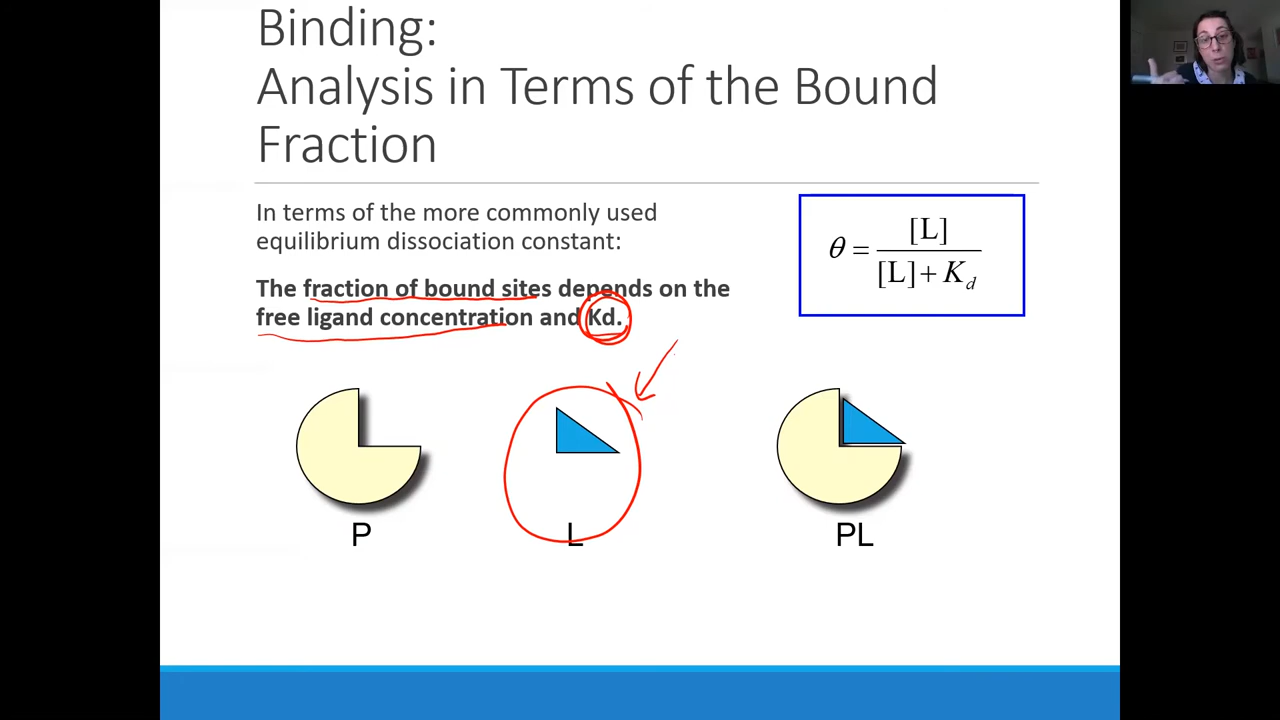 Binding:
Analysis in Terms of the Bound
Fraction
In terms of the more commonly used
equilibrium dissociation constant:
θ = [L] / [L] + K_d
The fraction of bound sites depends on the
free ligand concentration and Kd.
P
L
PL